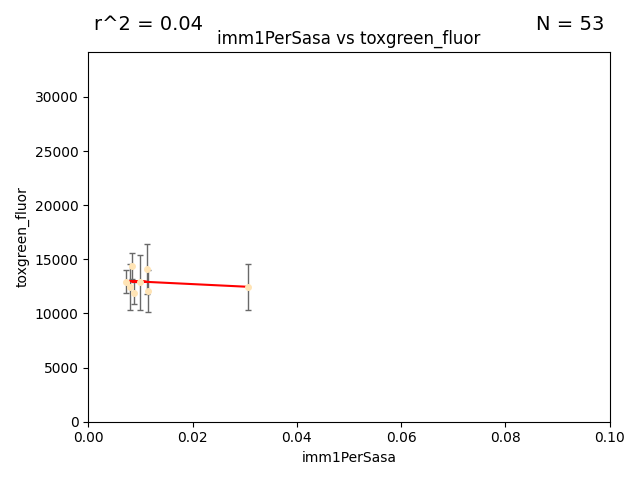 r^2 = 0.04
N = 53
imm1PerSasa vs toxgreen_fluor
30000
25000
20000
15000
10000
5000
0
toxgreen_fluor
0.00 0.02 0.04 0.06 0.08 0.10
imm1PerSasa